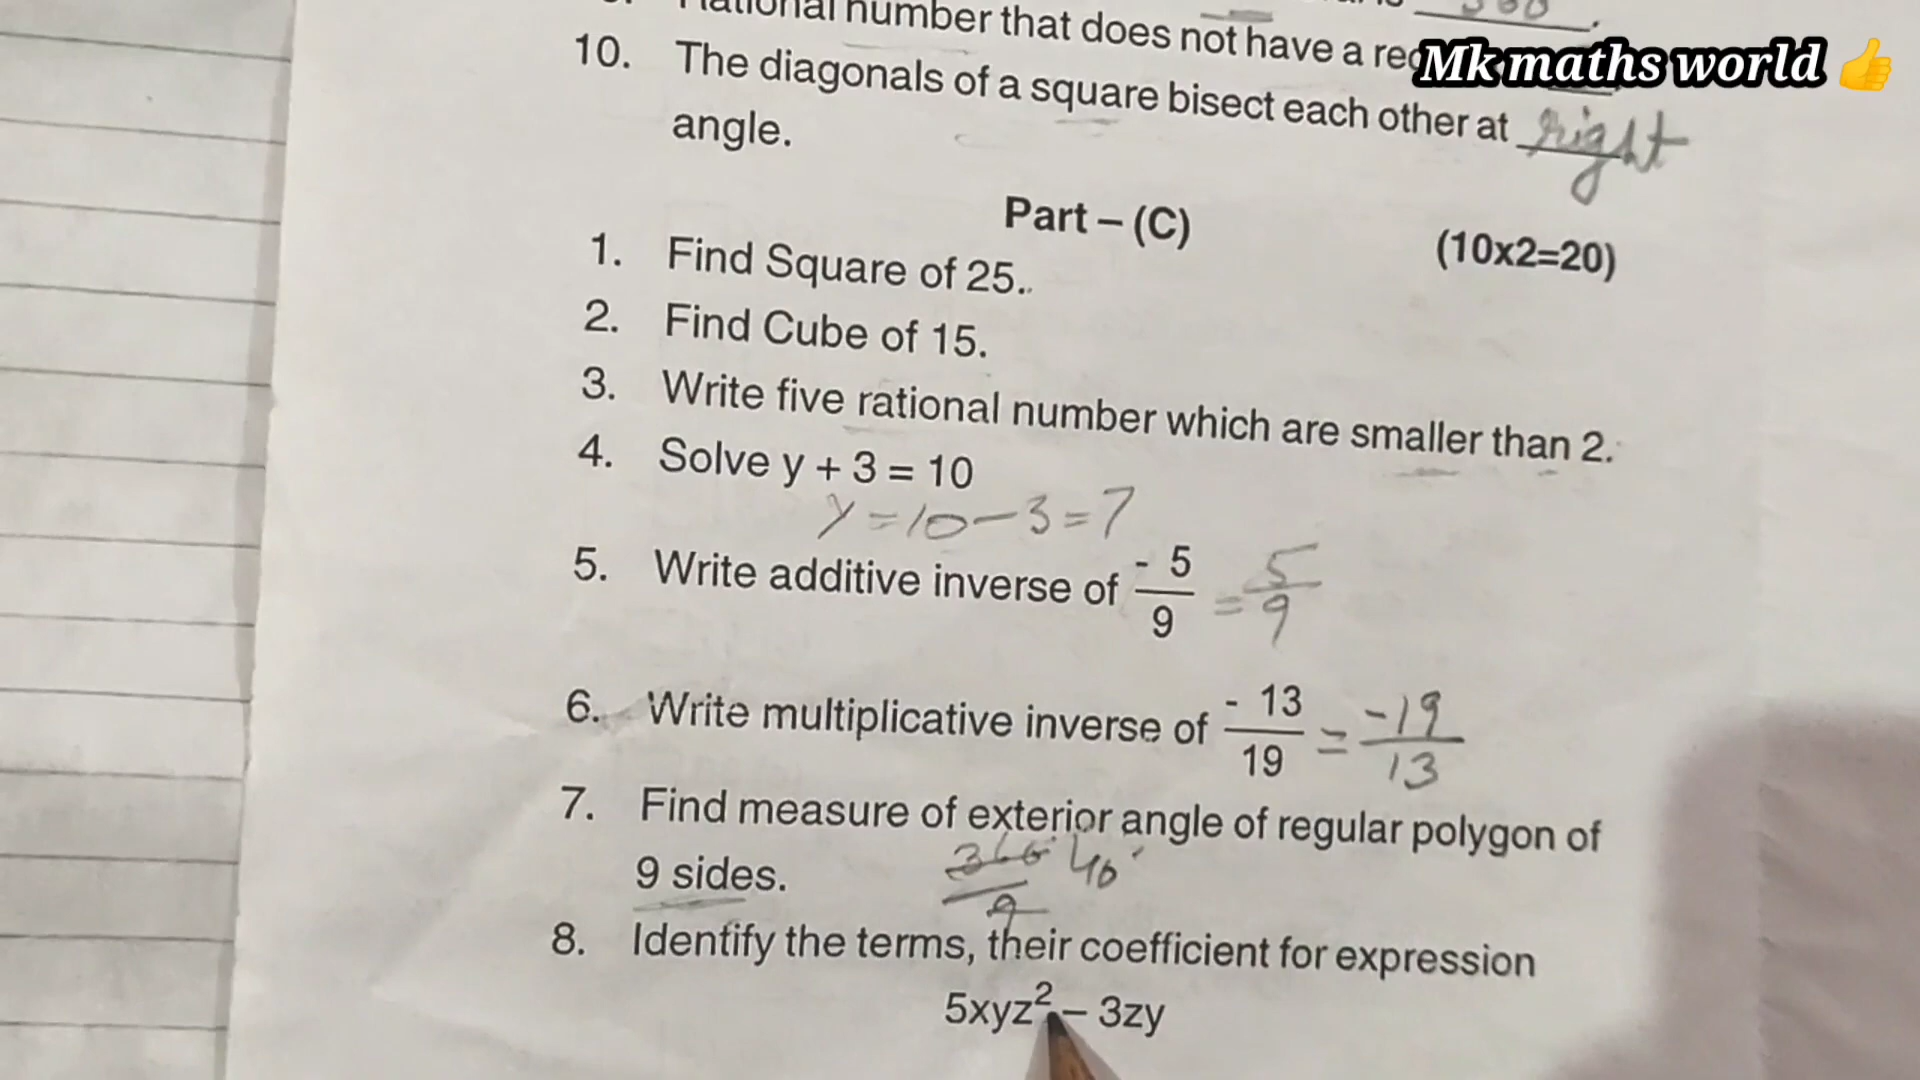 Rational number that does not have a rec
Mk maths world 👍
10. The diagonals of a square bisect each other at right
angle.
Part – (C)
(10x2=20)
1. Find Square of 25.
2. Find Cube of 15.
3. Write five rational number which are smaller than 2.
4. Solve y + 3 = 10
y = 10 – 3 = 7
5. Write additive inverse of - 5/9 = 5/9
6. Write multiplicative inverse of - 13/19 = -19/13
7. Find measure of exterior angle of regular polygon of
9 sides. 360°/9 40°
8. Identify the terms, their coefficient for expression
5xyz² – 3zy